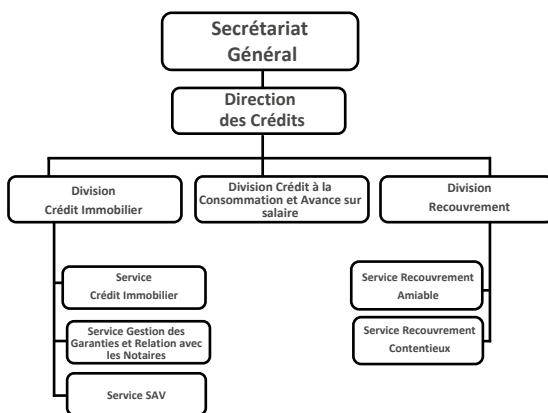 Secrétariat
Général
Direction
des Crédits
Division
Crédit Immobilier
Division Crédit à la
Consommation et Avance sur
salaire
Division
Recouvrement
Service
Crédit Immobilier
Service Gestion des
Garanties et Relation avec
les Notaires
Service SAV
Service Recouvrement
Amiable
Service Recouvrement
Contentieux